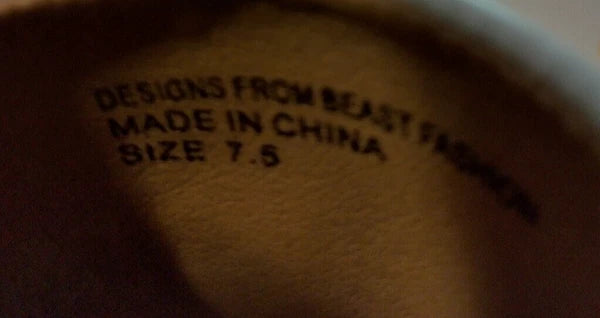 DESIGNS FROM BEAST FASHION
MADE IN CHINA
SIZE 7.5